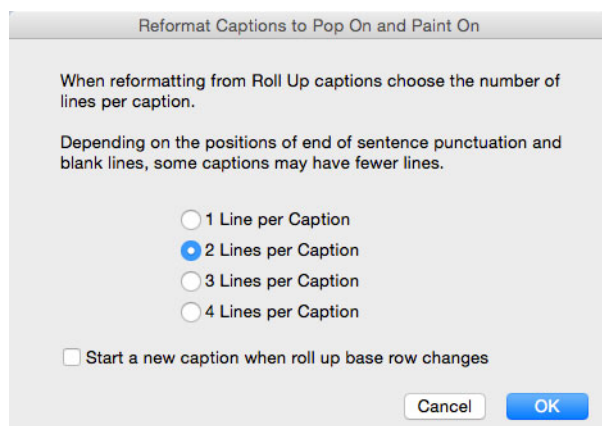 Reformat Captions to Pop On and Paint On
When reformatting from Roll Up captions choose the number of
lines per caption.
Depending on the positions of end of sentence punctuation and
blank lines, some captions may have fewer lines.
1 Line per Caption
2 Lines per Caption
3 Lines per Caption
4 Lines per Caption
Start a new caption when roll up base row changes
Cancel OK